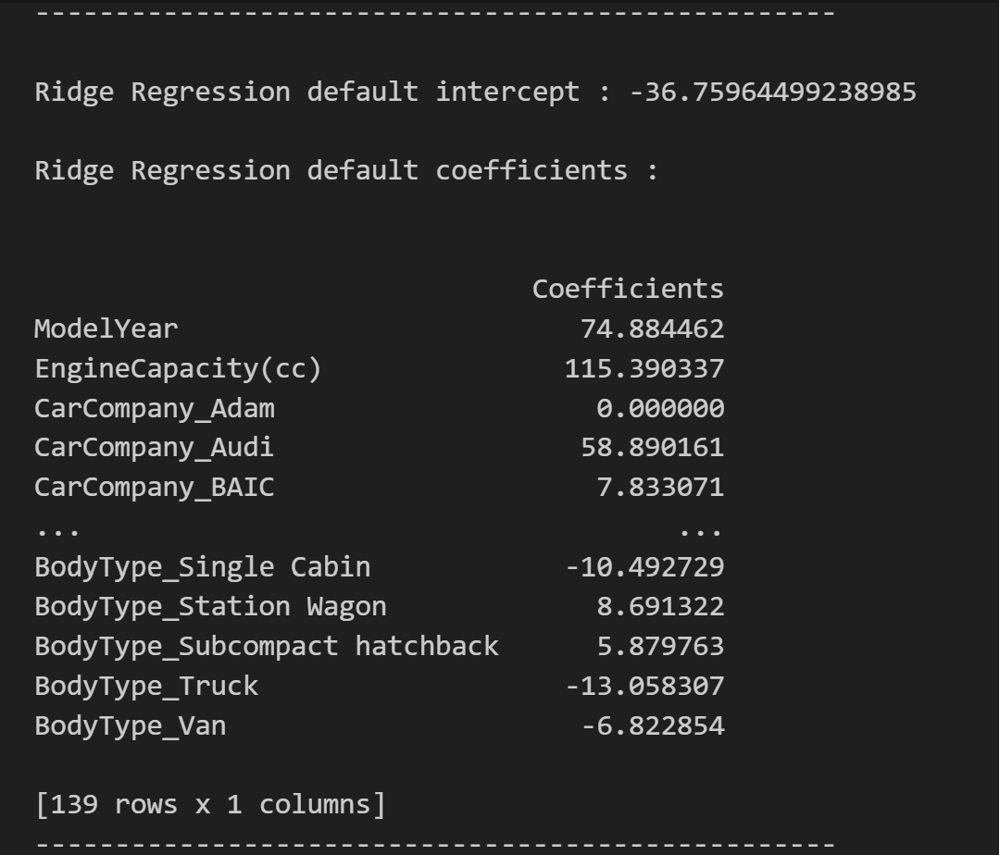 --------------------------------------------------
Ridge Regression default intercept : -36.75964499238985
Ridge Regression default coefficients :
Coefficients
ModelYear 74.884462
EngineCapacity(cc) 115.390337
CarCompany_Adam 0.000000
CarCompany_Audi 58.890161
CarCompany_BAIC 7.833071
... ...
BodyType_Single Cabin -10.492729
BodyType_Station Wagon 8.691322
BodyType_Subcompact hatchback 5.879763
BodyType_Truck -13.058307
BodyType_Van -6.822854
[139 rows x 1 columns]
--------------------------------------------------